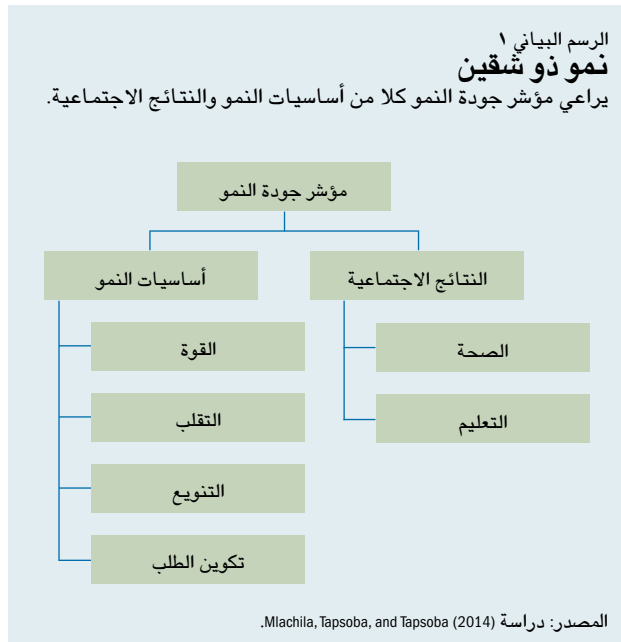 الرسم البياني ١
نمو ذو شقين
يراعي مؤشر جودة النمو كلا من أساسيات النمو والنتائج الاجتماعية.
مؤشر جودة النمو
النتائج الاجتماعية
أساسيات النمو
الصحة
القوة
التعليم
التقلب
التنويع
تكوين الطلب
المصدر: دراسة Mlachila, Tapsoba, and Tapsoba (2014).